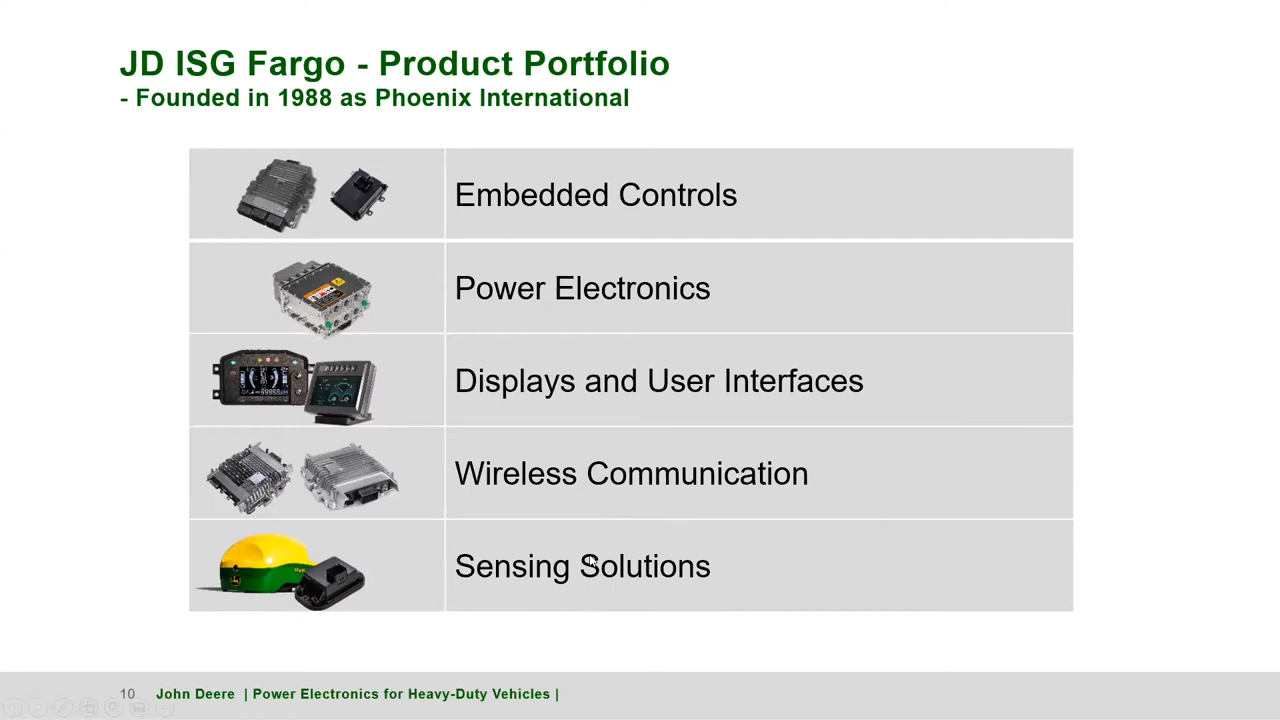 JD ISG Fargo - Product Portfolio
- Founded in 1988 as Phoenix International
Embedded Controls
Power Electronics
Displays and User Interfaces
Wireless Communication
Sensing Solutions
10 John Deere | Power Electronics for Heavy-Duty Vehicles |